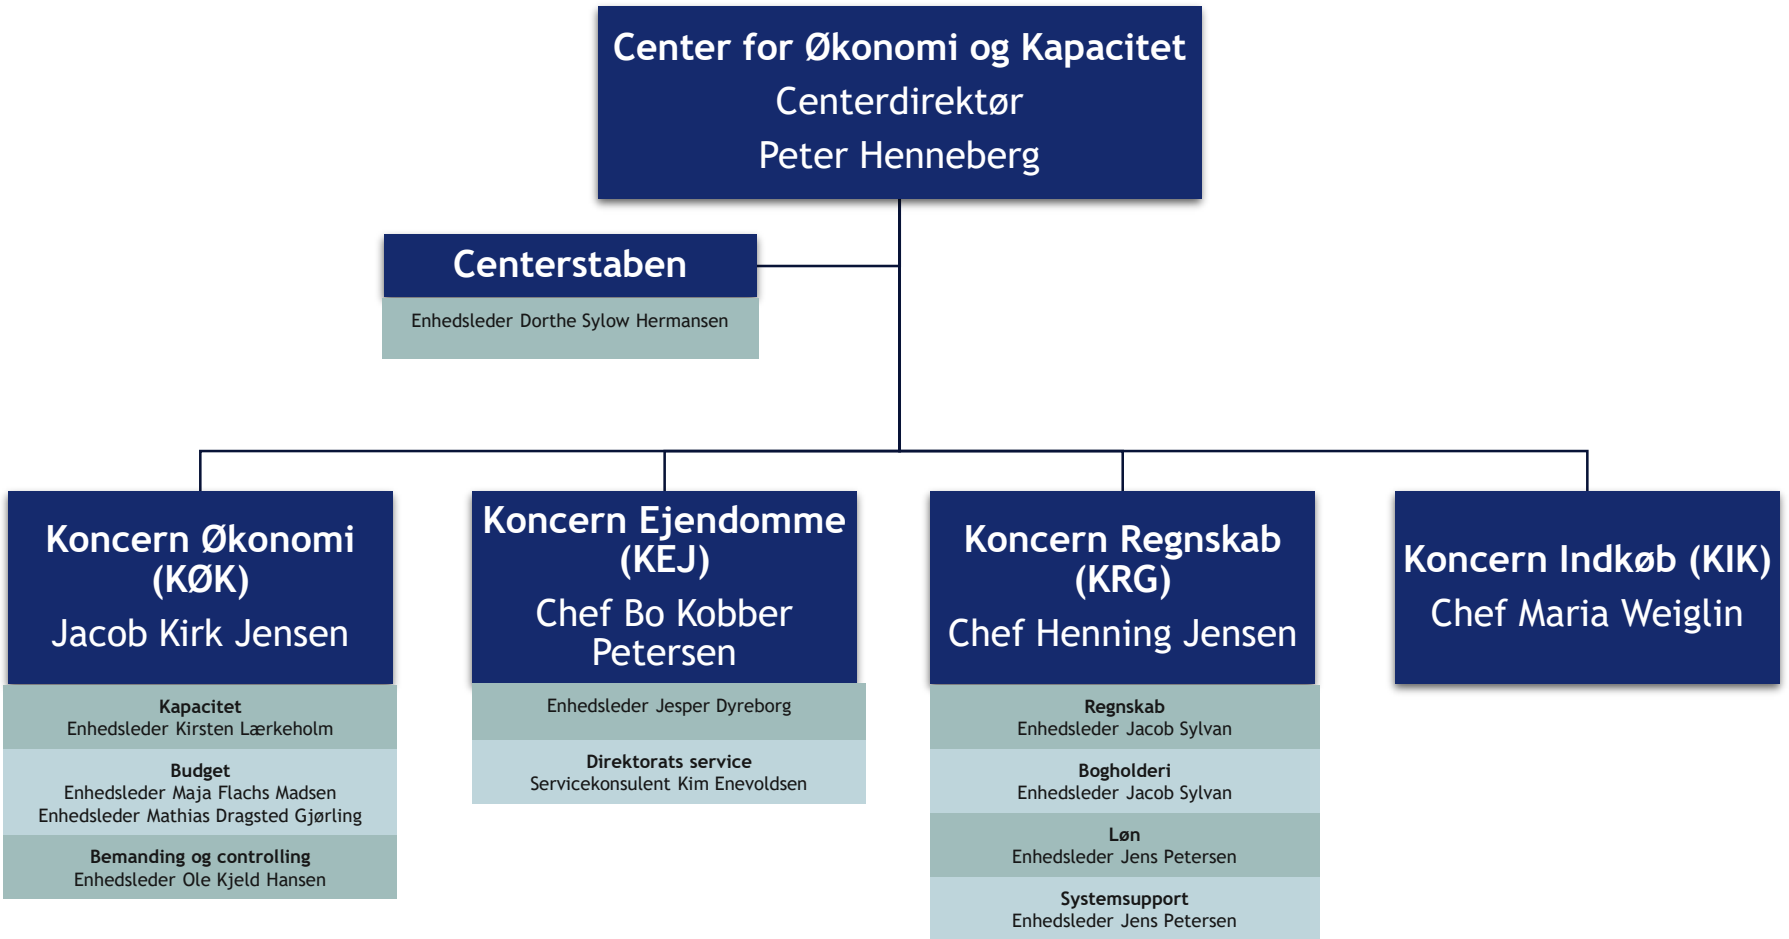 Center for Økonomi og Kapacitet
Centerdirektør
Peter Henneberg
Centerstaben
Enhedsleder Dorthe Sylow Hermansen
Koncern Økonomi
(KØK)
Jacob Kirk Jensen
Kapacitet
Enhedsleder Kirsten Lærkeholm
Budget
Enhedsleder Maja Flachs Madsen
Enhedsleder Mathias Dragsted Gjørling
Bemanding og controlling
Enhedsleder Ole Kjeld Hansen
Koncern Ejendomme
(KEJ)
Chef Bo Kobber
Petersen
Enhedsleder Jesper Dyreborg
Direktorats service
Servicekonsulent Kim Enevoldsen
Koncern Regnskab
(KRG)
Chef Henning Jensen
Regnskab
Enhedsleder Jacob Sylvan
Bogholderi
Enhedsleder Jacob Sylvan
Løn
Enhedsleder Jens Petersen
Systemsupport
Enhedsleder Jens Petersen
Koncern Indkøb (KIK)
Chef Maria Weiglin